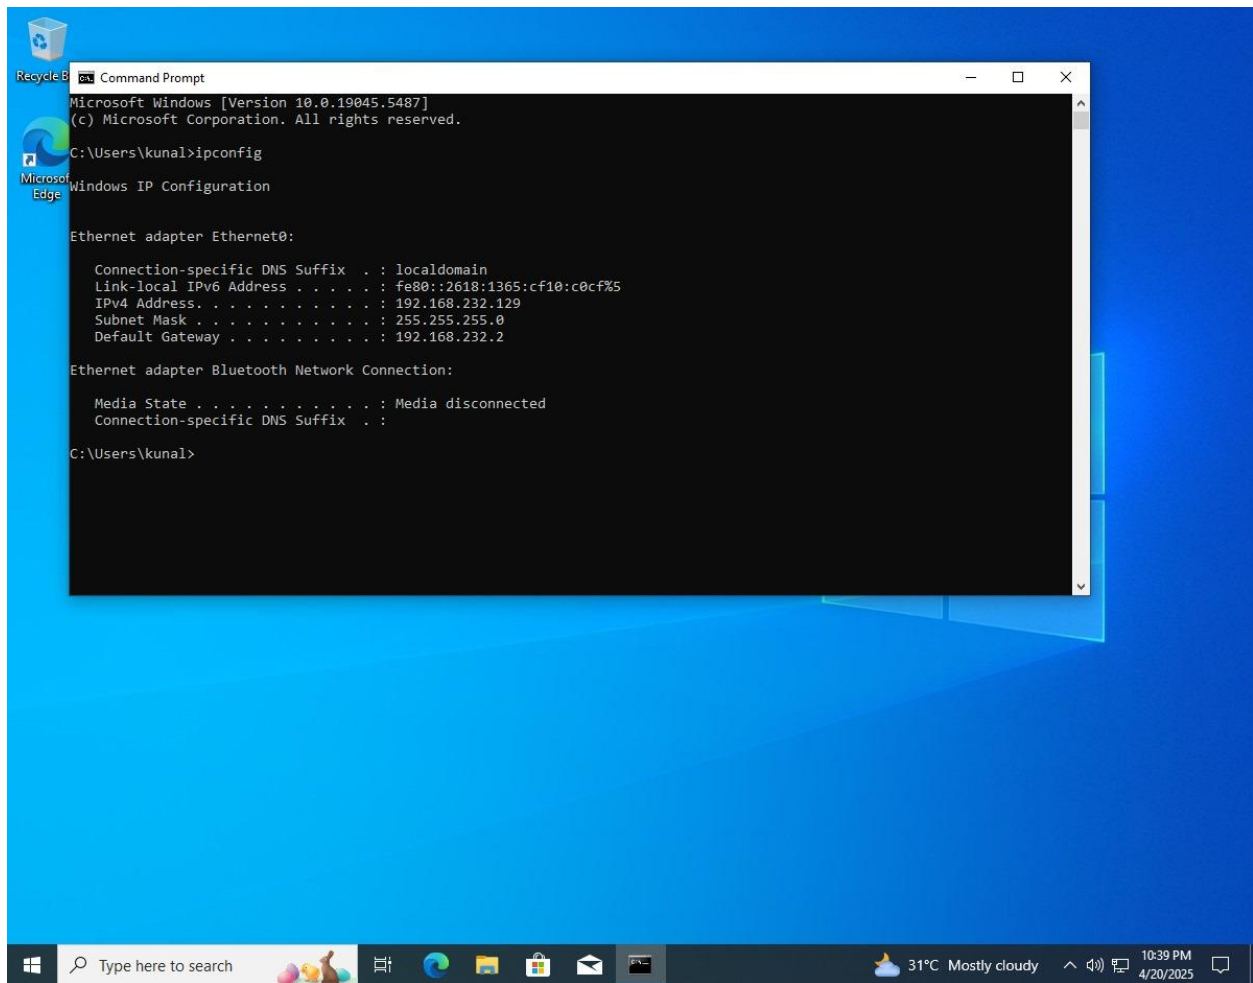 Recycle B
Microsof
Edge
Command Prompt
Microsoft Windows [Version 10.0.19045.5487]
(c) Microsoft Corporation. All rights reserved.
C:\Users\kunal>ipconfig
Windows IP Configuration
Ethernet adapter Ethernet0:
Connection-specific DNS Suffix  . : localdomain
Link-local IPv6 Address . . . . . : fe80::2618:1365:cf10:c0cf%5
IPv4 Address. . . . . . . . . . . : 192.168.232.129
Subnet Mask . . . . . . . . . . . : 255.255.255.0
Default Gateway . . . . . . . . . : 192.168.232.2
Ethernet adapter Bluetooth Network Connection:
Media State . . . . . . . . . . . : Media disconnected
Connection-specific DNS Suffix  . :
C:\Users\kunal>
Type here to search
31°C Mostly cloudy
10:39 PM
4/20/2025